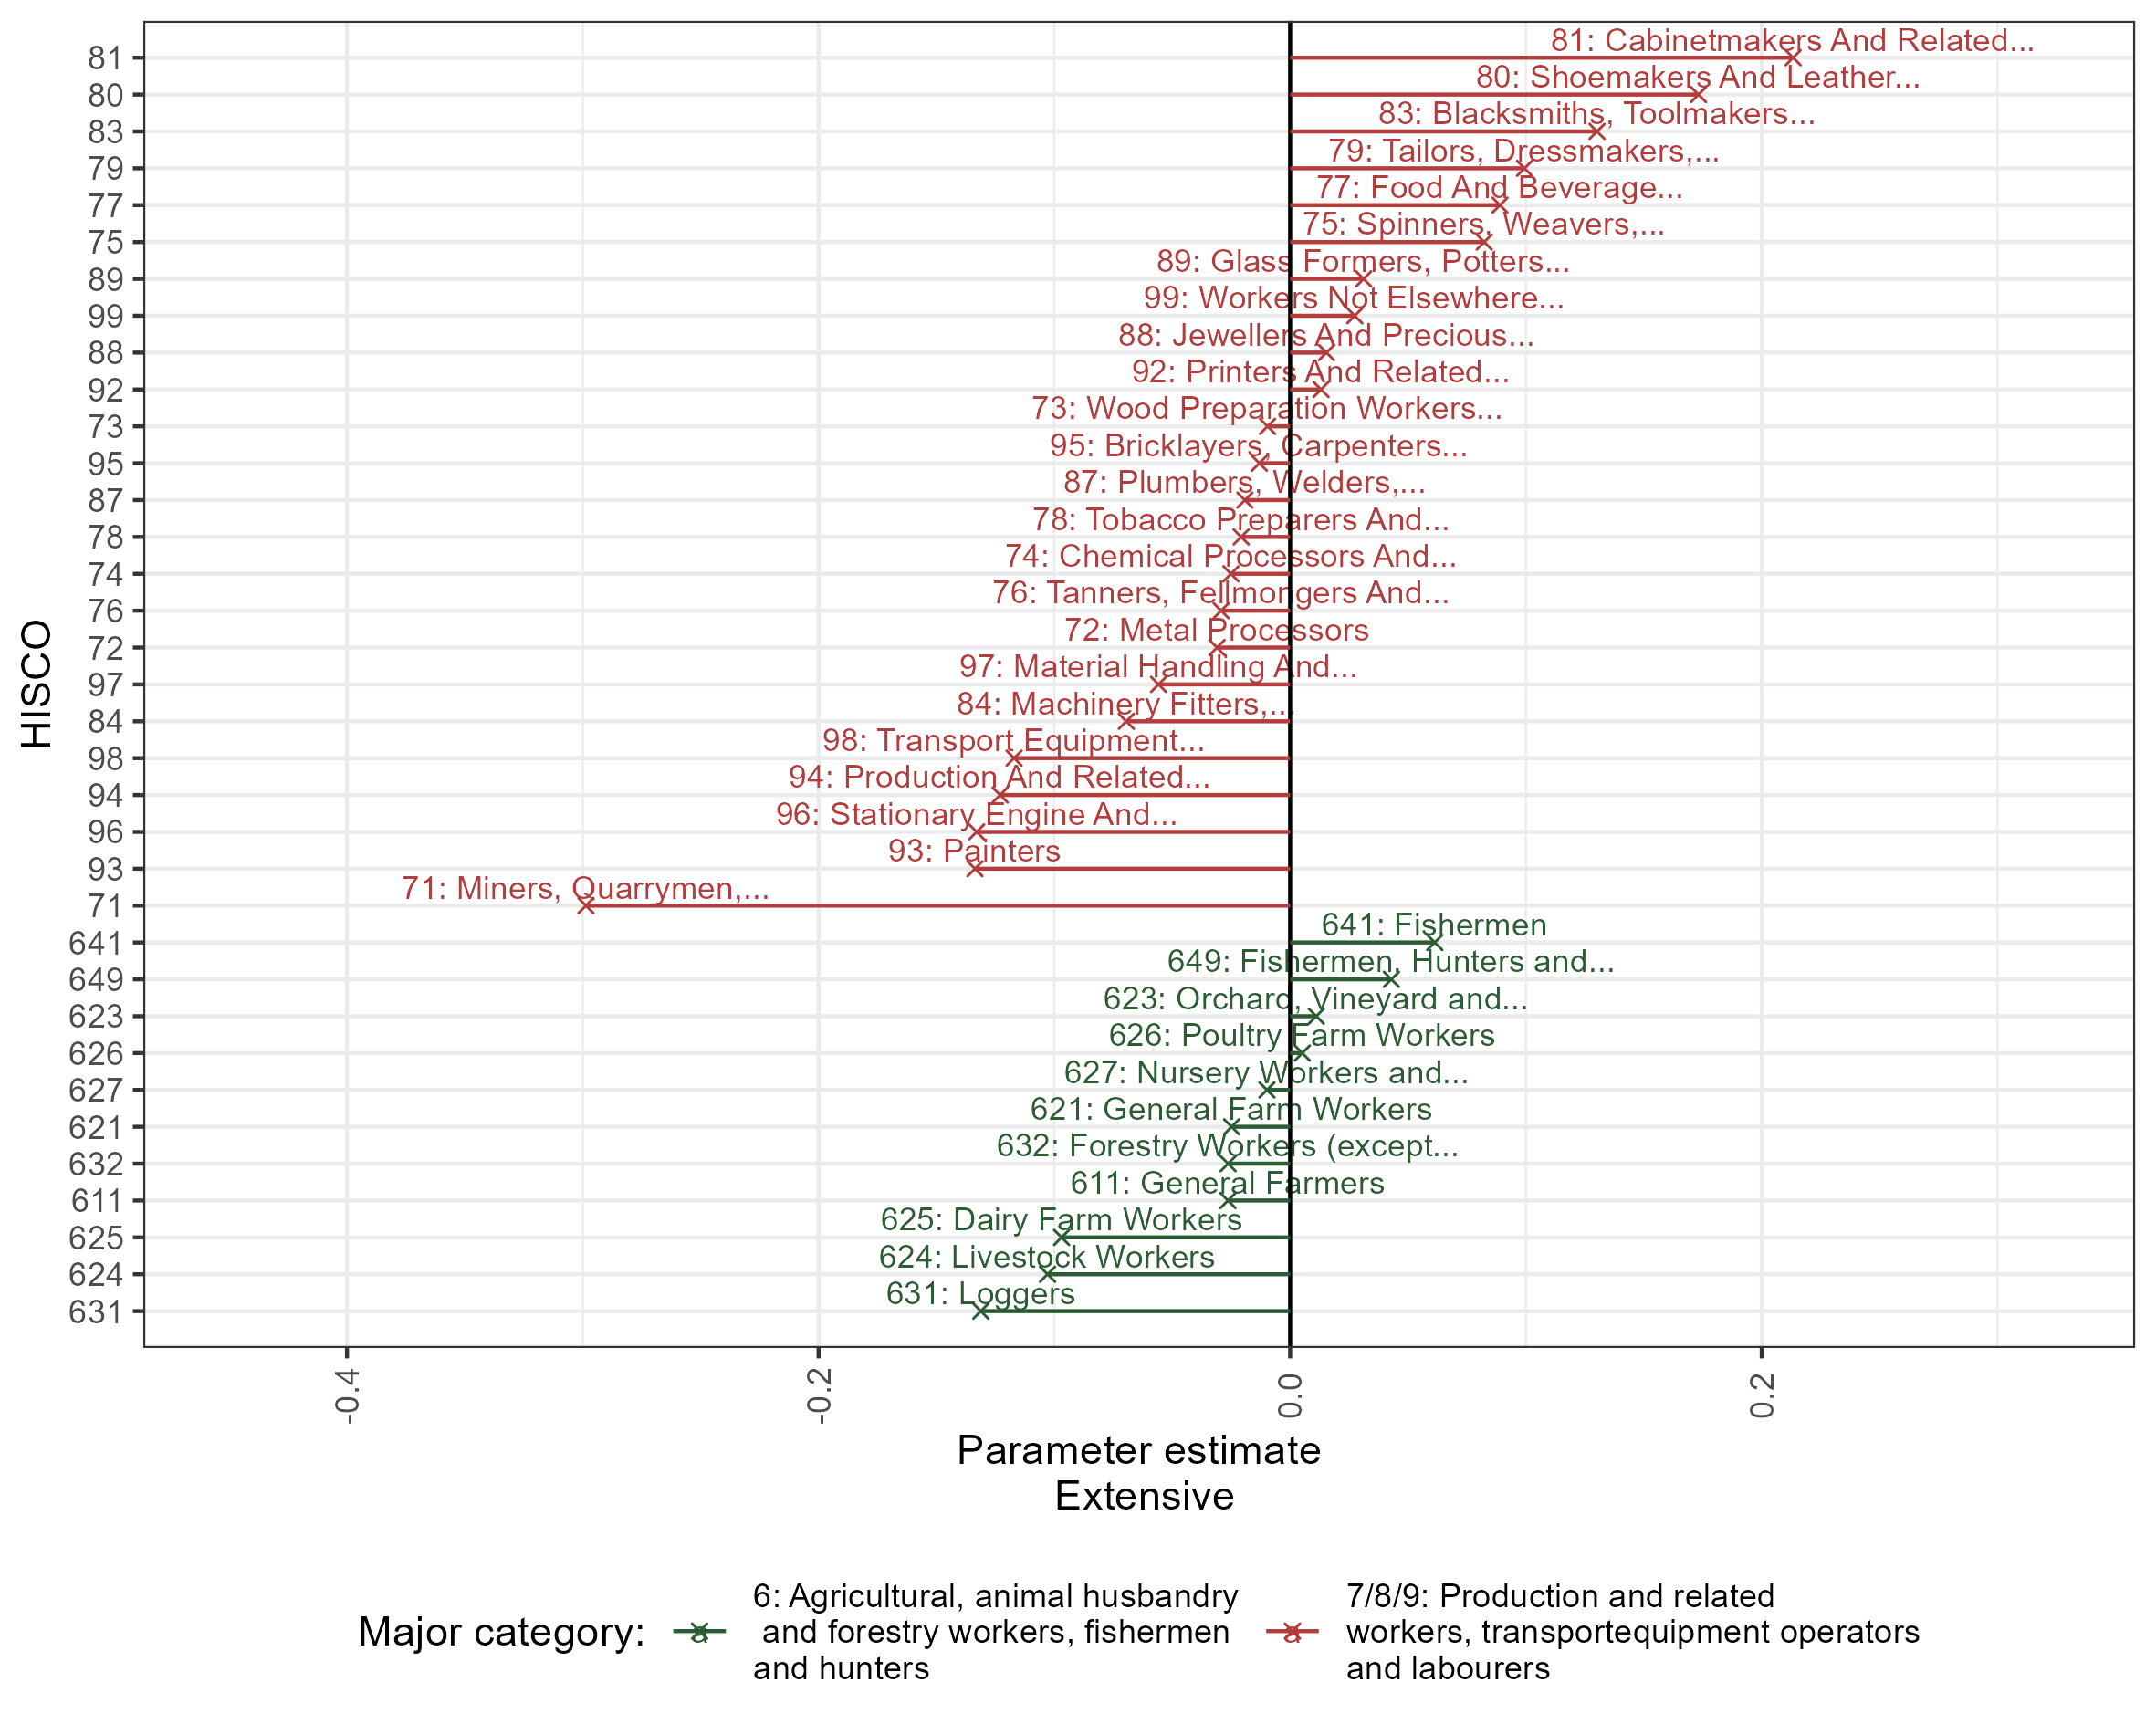 81 81: Cabinetmakers And Related...
80 80: Shoemakers And Leather...
83 83: Blacksmiths, Toolmakers...
79 79: Tailors, Dressmakers,...
77 77: Food And Beverage...
75 75: Spinners, Weavers,...
89 89: Glass Formers, Potters...
99 99: Workers Not Elsewhere...
88 88: Jewellers And Precious...
92 92: Printers And Related...
73 73: Wood Preparation Workers...
95 95: Bricklayers, Carpenters...
87 87: Plumbers, Welders,...
78 78: Tobacco Preparers And...
74 74: Chemical Processors And...
76 76: Tanners, Fellmongers And...
72 72: Metal Processors
97 97: Material Handling And...
84 84: Machinery Fitters,...
98 98: Transport Equipment...
94 94: Production And Related...
96 96: Stationary Engine And...
93 93: Painters
71 71: Miners, Quarrymen,...
641 641: Fishermen
649 649: Fishermen, Hunters and...
623 623: Orchard, Vineyard and...
626 626: Poultry Farm Workers
627 627: Nursery Workers and...
621 621: General Farm Workers
632 632: Forestry Workers (except...
611 611: General Farmers
625 625: Dairy Farm Workers
624 624: Livestock Workers
631 631: Loggers
HISCO
-0.4 -0.2 0.0 0.2
Parameter estimate
Extensive
Major category:
a
6: Agricultural, animal husbandry
and forestry workers, fishermen
and hunters
a
7/8/9: Production and related
workers, transportequipment operators
and labourers